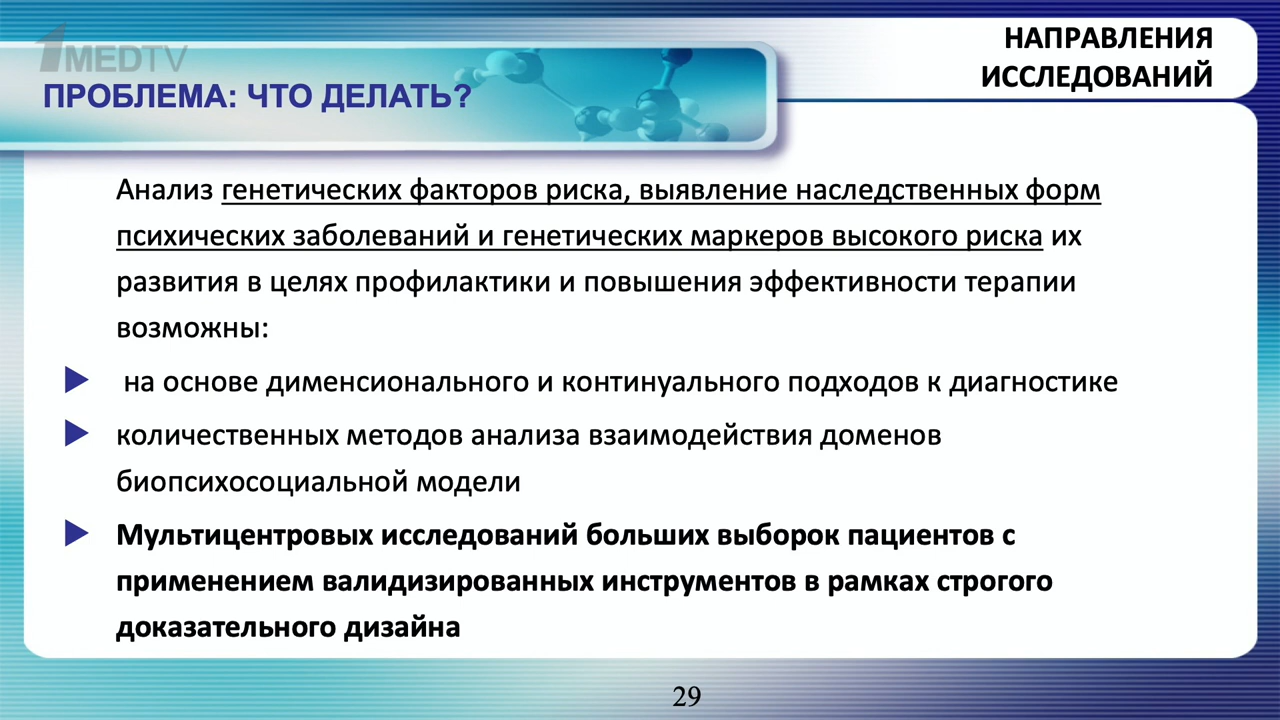 1MEDTV
НАПРАВЛЕНИЯ
ИССЛЕДОВАНИЙ
ПРОБЛЕМА: ЧТО ДЕЛАТЬ?
Анализ генетических факторов риска, выявление наследственных форм
психических заболеваний и генетических маркеров высокого риска их
развития в целях профилактики и повышения эффективности терапии
возможны:
на основе дименсионального и континуального подходов к диагностике
количественных методов анализа взаимодействия доменов
биопсихосоциальной модели
Мультицентровых исследований больших выборок пациентов с
применением валидизированных инструментов в рамках строгого
доказательного дизайна
29